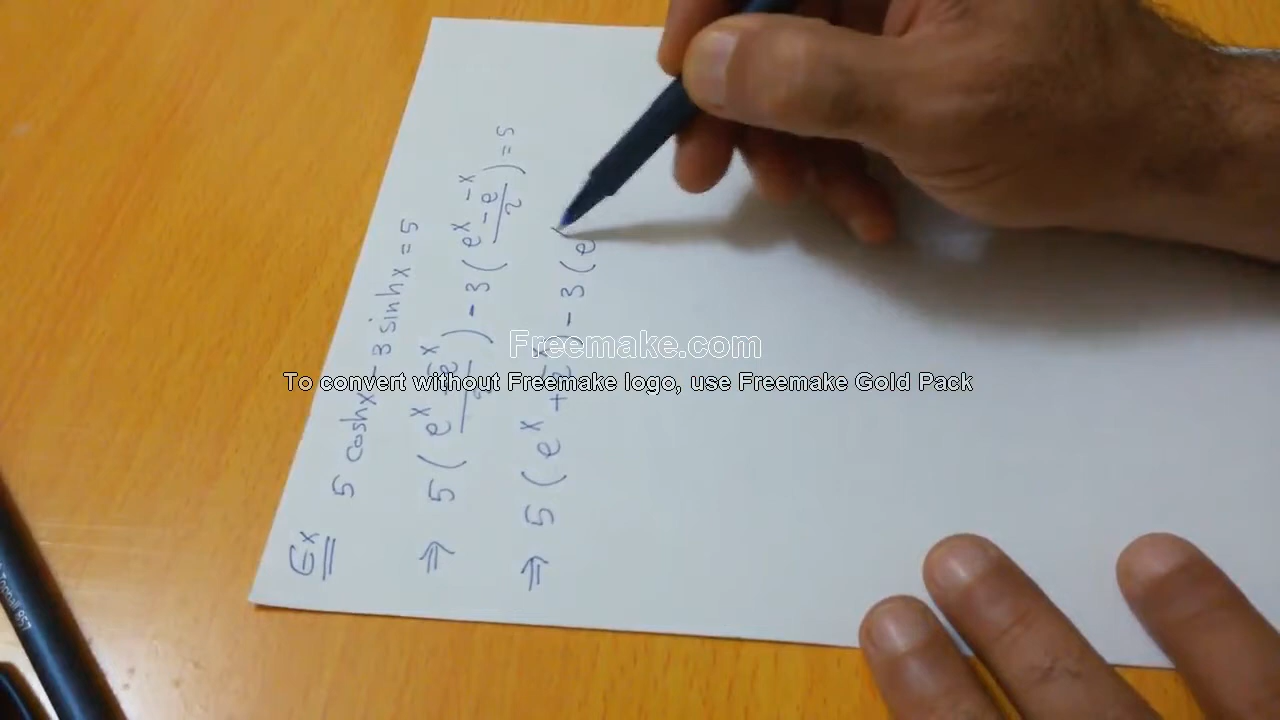 Ex 5 coshx - 3 sinhx = 5
⇒ 5 ( e^x + e^-x / 2 ) - 3 ( e^x - e^-x / 2 ) = 5
⇒ 5 ( e^x + e^-x ) - 3 ( e
Freemake.com
To convert without Freemake logo, use Freemake Gold Pack